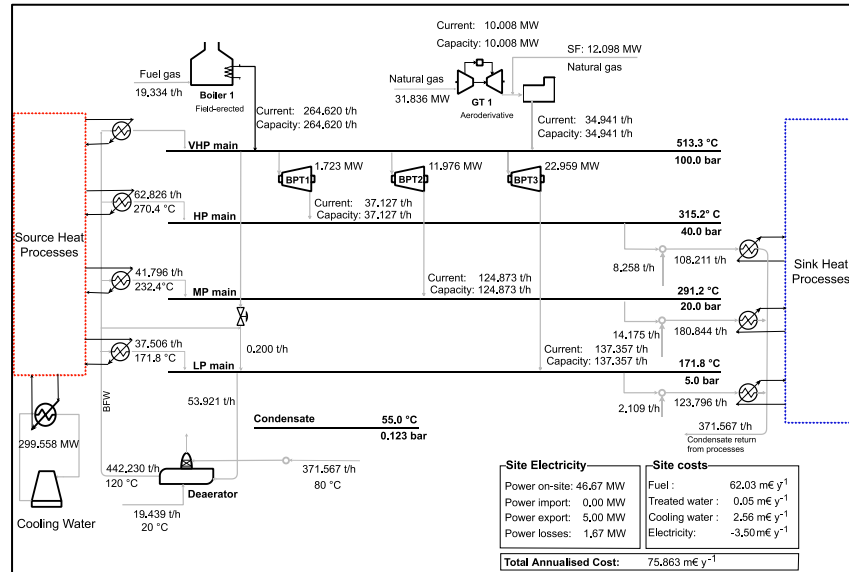 Current: 10.008 MW
Capacity: 10.008 MW
SF: 12.098 MW
Natural gas
Fuel gas
19.334 t/h
Boiler 1
Field-erected
Natural gas
31.836 MW
GT 1
Aeroderivative
Current: 264.620 t/h
Capacity: 264.620 t/h
Current: 34.941 t/h
Capacity: 34.941 t/h
VHP main
513.3 °C
100.0 bar
BPT1
1.723 MW
BPT2
11.976 MW
BPT3
22.959 MW
62.826 t/h
270.4 °C
Current: 37.127 t/h
Capacity: 37.127 t/h
HP main
315.2° C
40.0 bar
Source Heat
Processes
8.258 t/h
108.211 t/h
Sink Heat
Processes
41.796 t/h
232.4°C
Current: 124.873 t/h
Capacity: 124.873 t/h
MP main
291.2 °C
20.0 bar
14.175 t/h
180.844 t/h
37.506 t/h
171.8 °C
0.200 t/h
Current: 137.357 t/h
Capacity: 137.357 t/h
LP main
171.8 °C
5.0 bar
BFW
53.921 t/h
2.109 t/h
123.796 t/h
Condensate
55.0 °C
0.123 bar
371.567 t/h
Condensate return
from processes
299.558 MW
442.230 t/h
120 °C
Deaerator
371.567 t/h
80 °C
19.439 t/h
20 °C
Cooling Water
Site Electricity
Power on-site: 46.67 MW
Power import: 0.00 MW
Power export: 5.00 MW
Power losses: 1.67 MW
Site costs
Fuel : 62.03 m€ y-1
Treated water : 0.05 m€ y-1
Cooling water : 2.56 m€ y-1
Electricity: -3.50 m€ y-1
Total Annualised Cost: 75.863 m€ y-1